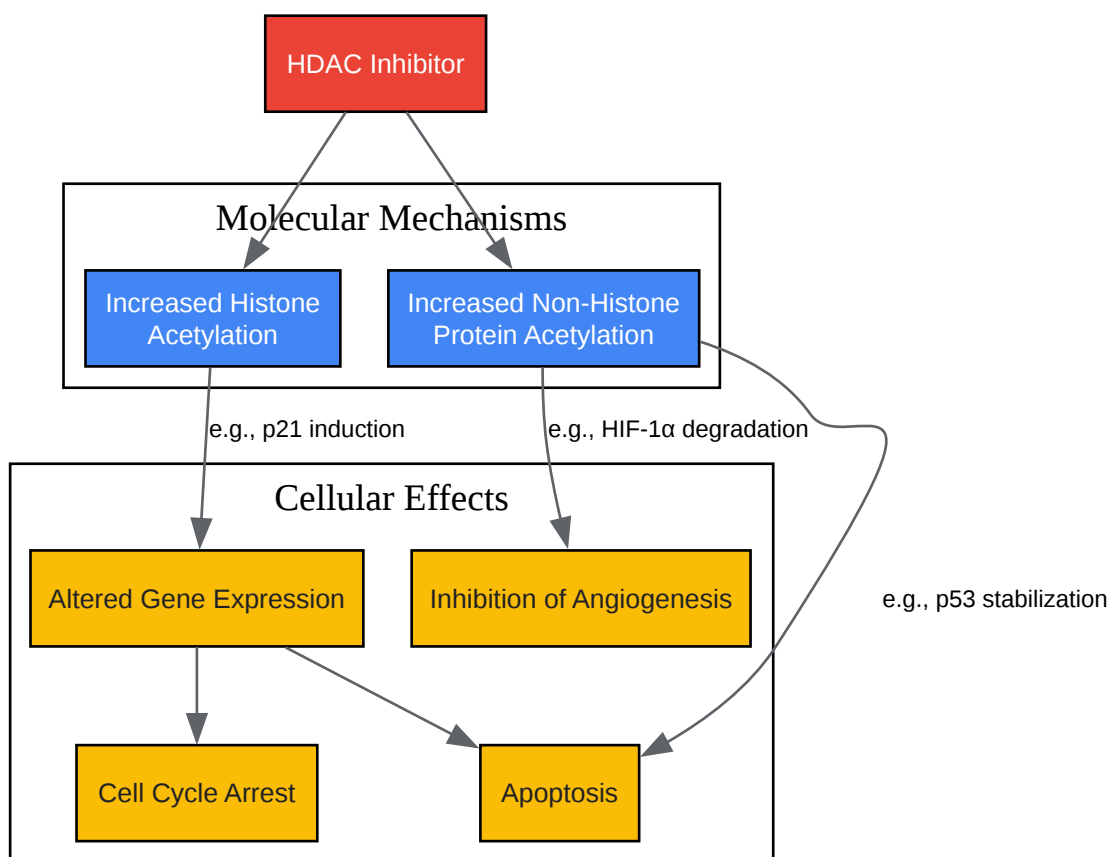 HDAC Inhibitor
Molecular Mechanisms
Increased Histone
Acetylation
Increased Non-Histone
Protein Acetylation
e.g., p21 induction
e.g., HIF-1α degradation
Cellular Effects
Altered Gene Expression
Inhibition of Angiogenesis
e.g., p53 stabilization
Cell Cycle Arrest
Apoptosis